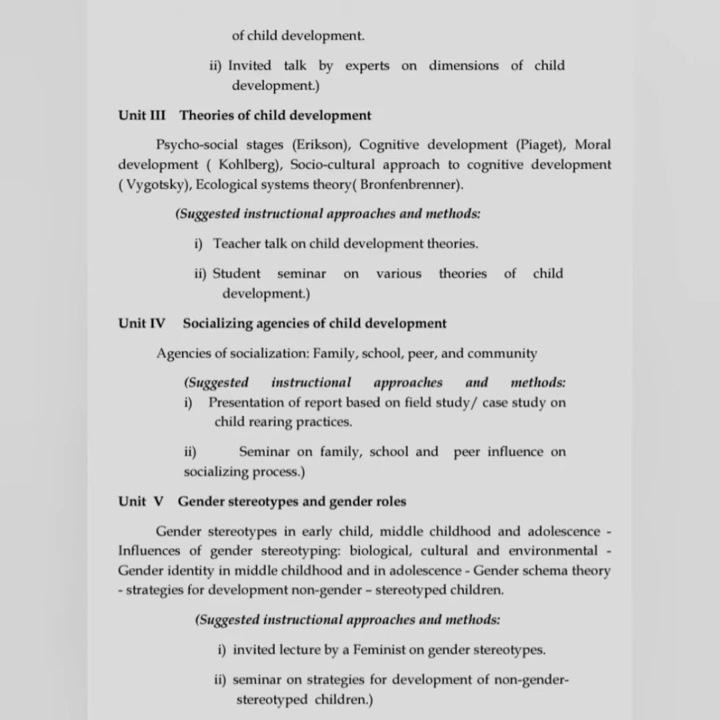 of child development.
ii) Invited talk by experts on dimensions of child
development.)
Unit III Theories of child development
Psycho-social stages (Erikson), Cognitive development (Piaget), Moral
development ( Kohlberg), Socio-cultural approach to cognitive development
( Vygotsky), Ecological systems theory( Bronfenbrenner).
(Suggested instructional approaches and methods:
i) Teacher talk on child development theories.
ii) Student seminar on various theories of child
development.)
Unit IV Socializing agencies of child development
Agencies of socialization: Family, school, peer, and community
(Suggested instructional approaches and methods:
i) Presentation of report based on field study/ case study on
child rearing practices.
ii) Seminar on family, school and peer influence on
socializing process.)
Unit V Gender stereotypes and gender roles
Gender stereotypes in early child, middle childhood and adolescence -
Influences of gender stereotyping: biological, cultural and environmental -
Gender identity in middle childhood and in adolescence - Gender schema theory
- strategies for development non-gender – stereotyped children.
(Suggested instructional approaches and methods:
i) invited lecture by a Feminist on gender stereotypes.
ii) seminar on strategies for development of non-gender-
stereotyped children.)